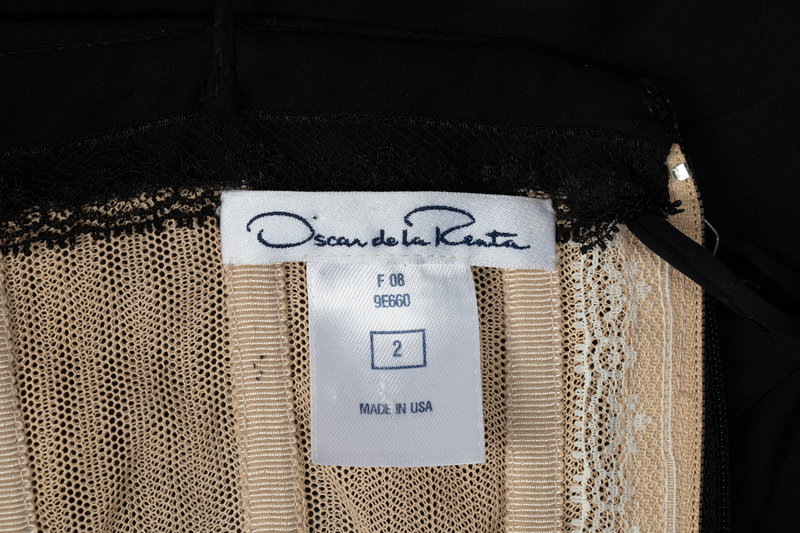 Oscar de la Renta
F 08
9E660
2
MADE IN USA